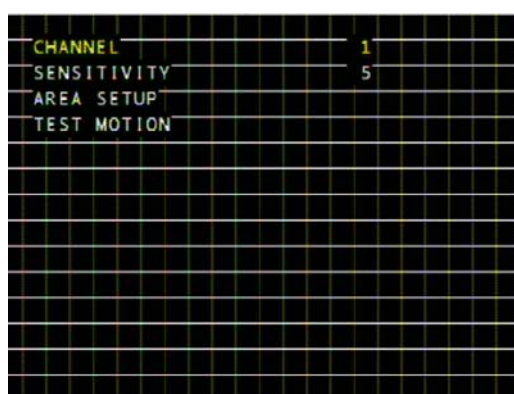 CHANNEL 1
SENSITIVITY 5
AREA SETUP
TEST MOTION